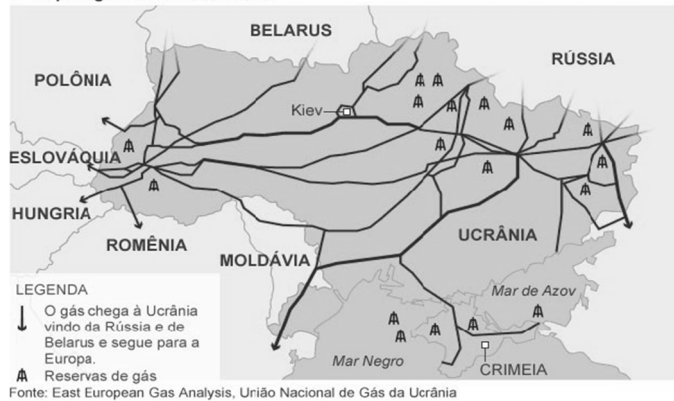 BELARUS
RÚSSIA
POLÔNIA
Kiev
ESLOVÁQUIA
HUNGRIA
ROMÊNIA
MOLDÁVIA
UCRÂNIA
Mar de Azov
Mar Negro
CRIMEIA
LEGENDA
O gás chega à Ucrânia
vindo da Rússia e de
Belarus e segue para a
Europa.
Reservas de gás
Fonte: East European Gas Analysis, União Nacional de Gás da Ucrânia